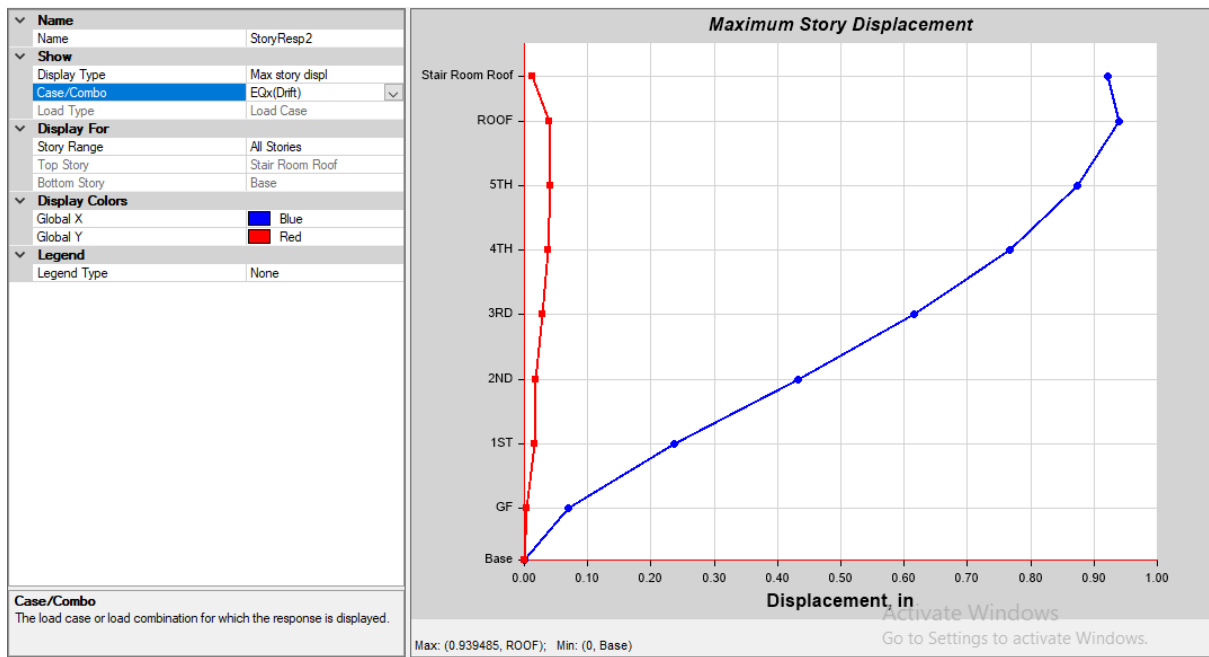 Name
Name StoryResp2
Show
Display Type Max story displ
Case/Combo EQx(Drift)
Load Type Load Case
Display For
Story Range All Stories
Top Story Stair Room Roof
Bottom Story Base
Display Colors
Global X Blue
Global Y Red
Legend
Legend Type None
Case/Combo
The load case or load combination for which the response is displayed.
Maximum Story Displacement
Stair Room Roof
ROOF
5TH
4TH
3RD
2ND
1ST
GF
Base
0.00 0.10 0.20 0.30 0.40 0.50 0.60 0.70 0.80 0.90 1.00
Displacement, in
Activate Windows
Go to Settings to activate Windows.
Max: (0.939485, ROOF); Min: (0, Base)